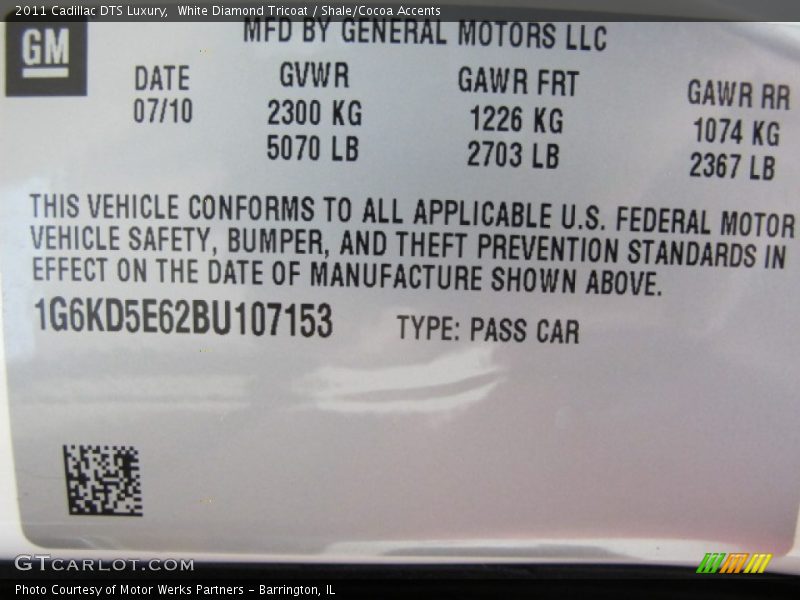 2011 Cadillac DTS Luxury,  White Diamond Tricoat / Shale/Cocoa Accents
MFD BY GENERAL MOTORS LLC
GM
DATE GVWR GAWR FRT GAWR RR
07/10 2300 KG 1226 KG 1074 KG
5070 LB 2703 LB 2367 LB
THIS VEHICLE CONFORMS TO ALL APPLICABLE U.S. FEDERAL MOTOR
VEHICLE SAFETY, BUMPER, AND THEFT PREVENTION STANDARDS IN
EFFECT ON THE DATE OF MANUFACTURE SHOWN ABOVE.
1G6KD5E62BU107153 TYPE: PASS CAR
GTCARLOT.COM
Photo Courtesy of Motor Werks Partners - Barrington, IL